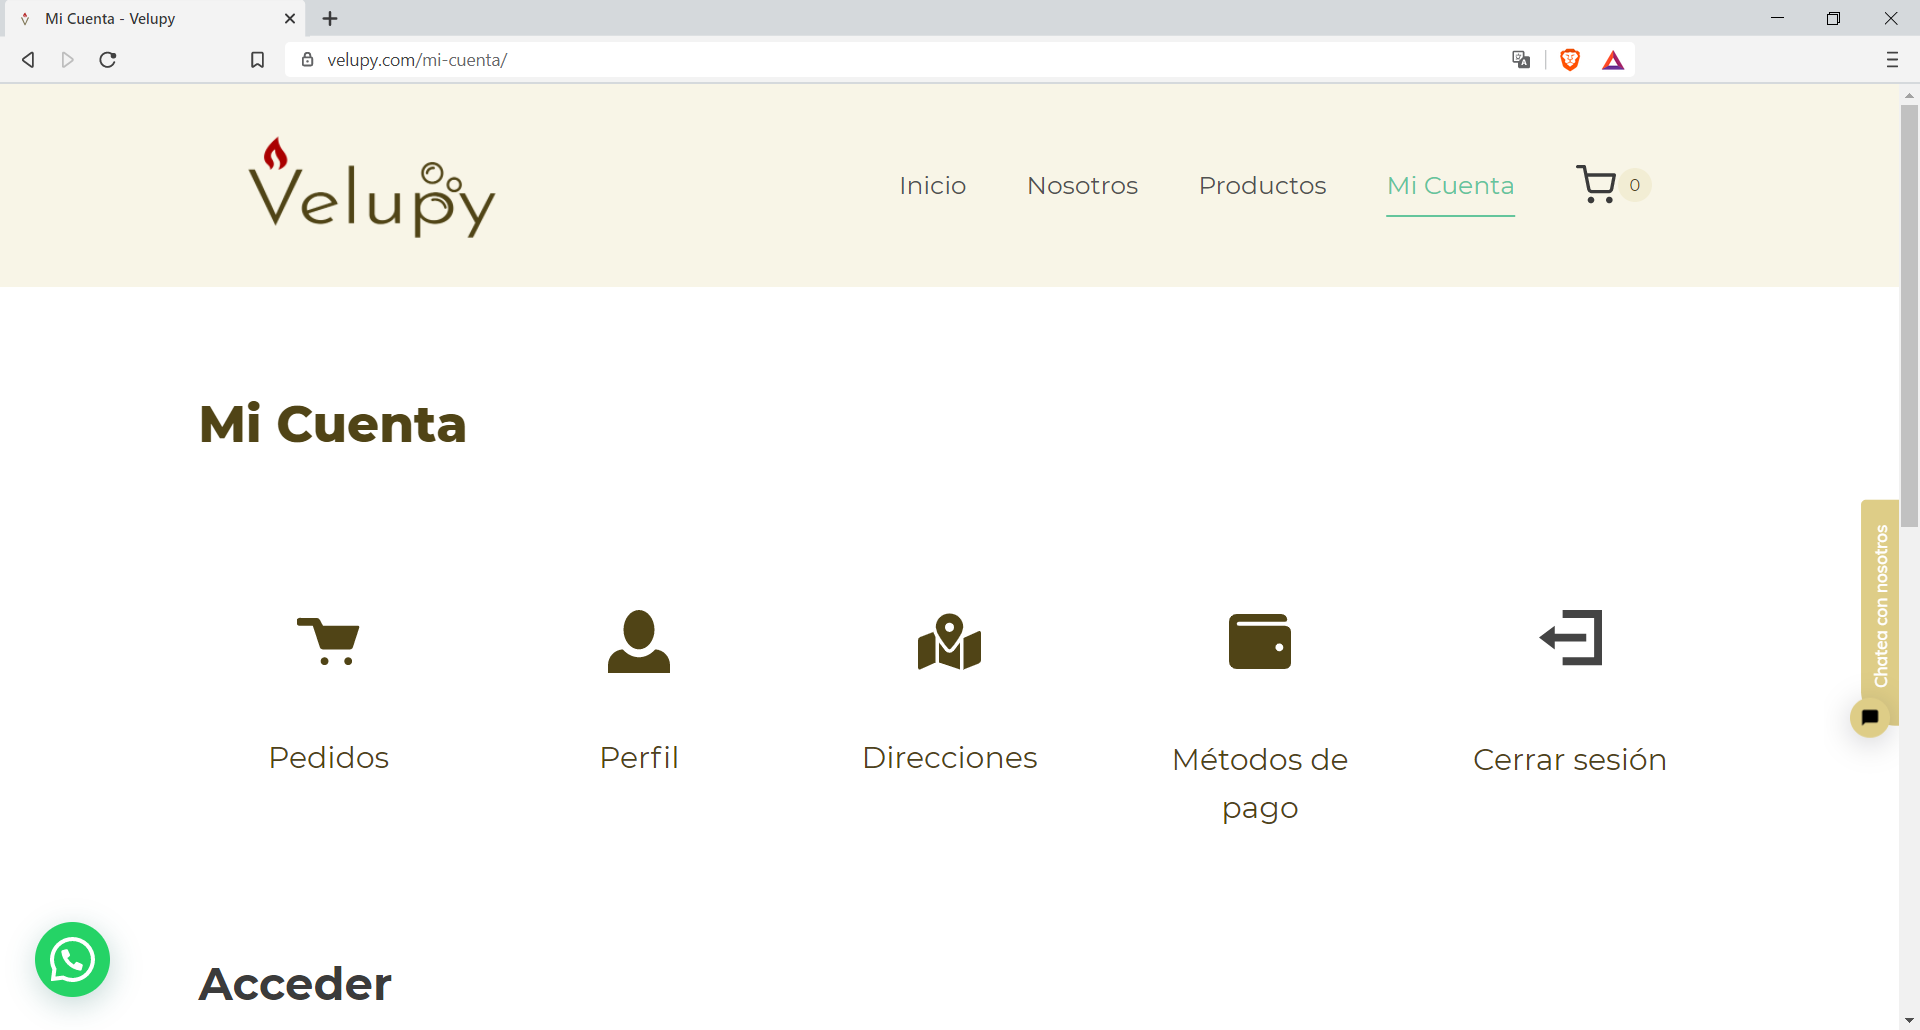 Mi Cuenta - Velupy
velupy.com/mi-cuenta/
Velupy
Inicio
Nosotros
Productos
Mi Cuenta
0
Mi Cuenta
Chatea con nosotros
Pedidos
Perfil
Direcciones
Métodos de
pago
Cerrar sesión
Acceder